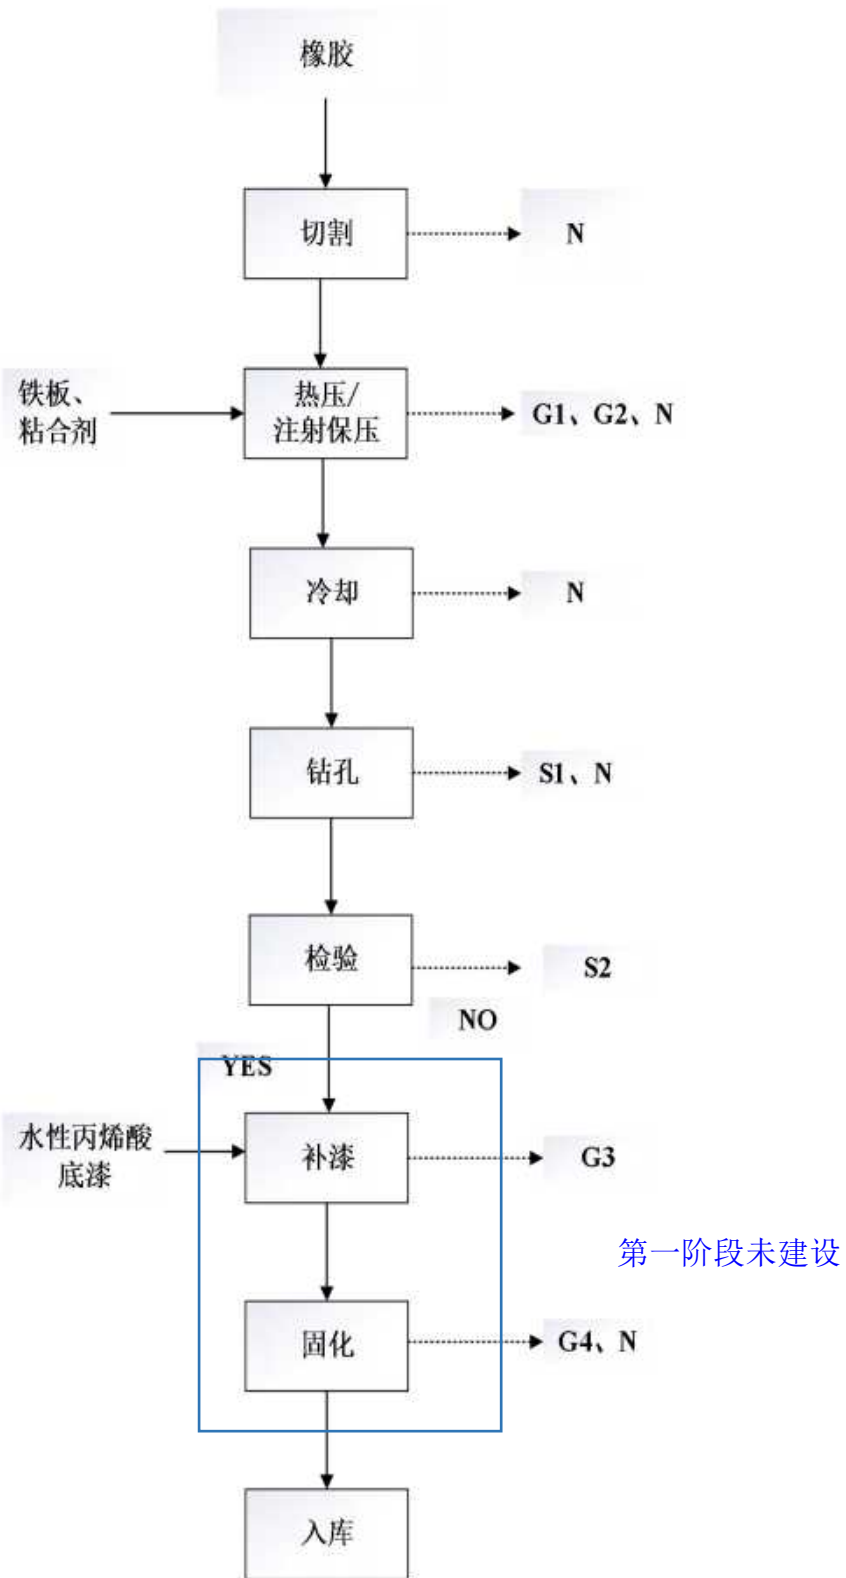 橡胶
切割
N
铁板、
粘合剂
热压/
注射保压
G1、G2、N
冷却
N
钻孔
S1、N
检验
S2
NO
YES
水性丙烯酸
底漆
补漆
G3
第一阶段未建设
固化
G4、N
入库